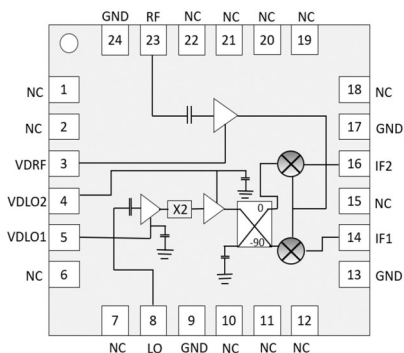 GND RF NC NC NC NC
24 23 22 21 20 19
NC 1
NC 2
VDRF 3
VDLO2 4
VDLO1 5
NC 6
18 NC
17 GND
16 IF2
15 NC
14 IF1
13 GND
X2
0
-90
7 8 9 10 11 12
NC LO GND NC NC NC